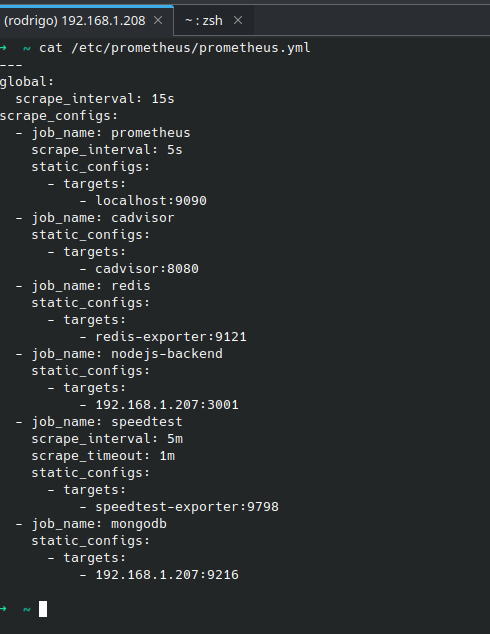 (rodrigo) 192.168.1.208 × ~ : zsh ×
→ ~ cat /etc/prometheus/prometheus.yml
---
global:
  scrape_interval: 15s
scrape_configs:
  - job_name: prometheus
    scrape_interval: 5s
    static_configs:
      - targets:
          - localhost:9090
  - job_name: cadvisor
    static_configs:
      - targets:
          - cadvisor:8080
  - job_name: redis
    static_configs:
      - targets:
          - redis-exporter:9121
  - job_name: nodejs-backend
    static_configs:
      - targets:
          - 192.168.1.207:3001
  - job_name: speedtest
    scrape_interval: 5m
    scrape_timeout: 1m
    static_configs:
      - targets:
          - speedtest-exporter:9798
  - job_name: mongodb
    static_configs:
      - targets:
          - 192.168.1.207:9216
→ ~